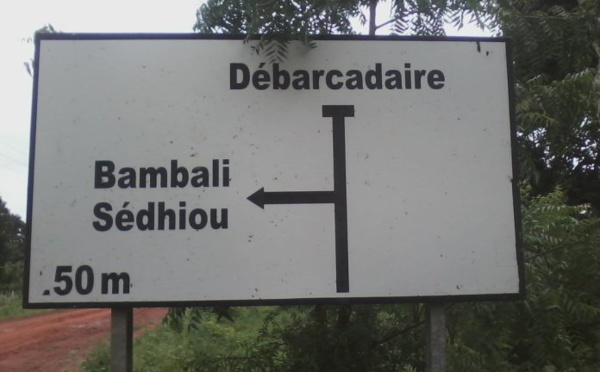 Débarcadaire
Bambali
Sédhiou
.50 m